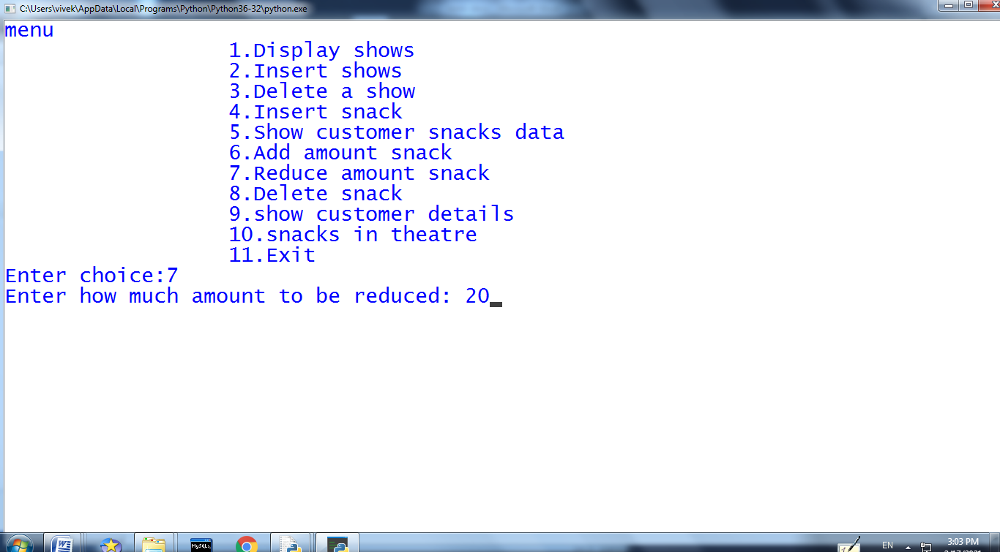 C:\Users\vivek\AppData\Local\Programs\Python\Python36-32\python.exe
menu
1.Display shows
2.Insert shows
3.Delete a show
4.Insert snack
5.Show customer snacks data
6.Add amount snack
7.Reduce amount snack
8.Delete snack
9.show customer details
10.snacks in theatre
11.Exit
Enter choice:7
Enter how much amount to be reduced: 20
EN
3:03 PM